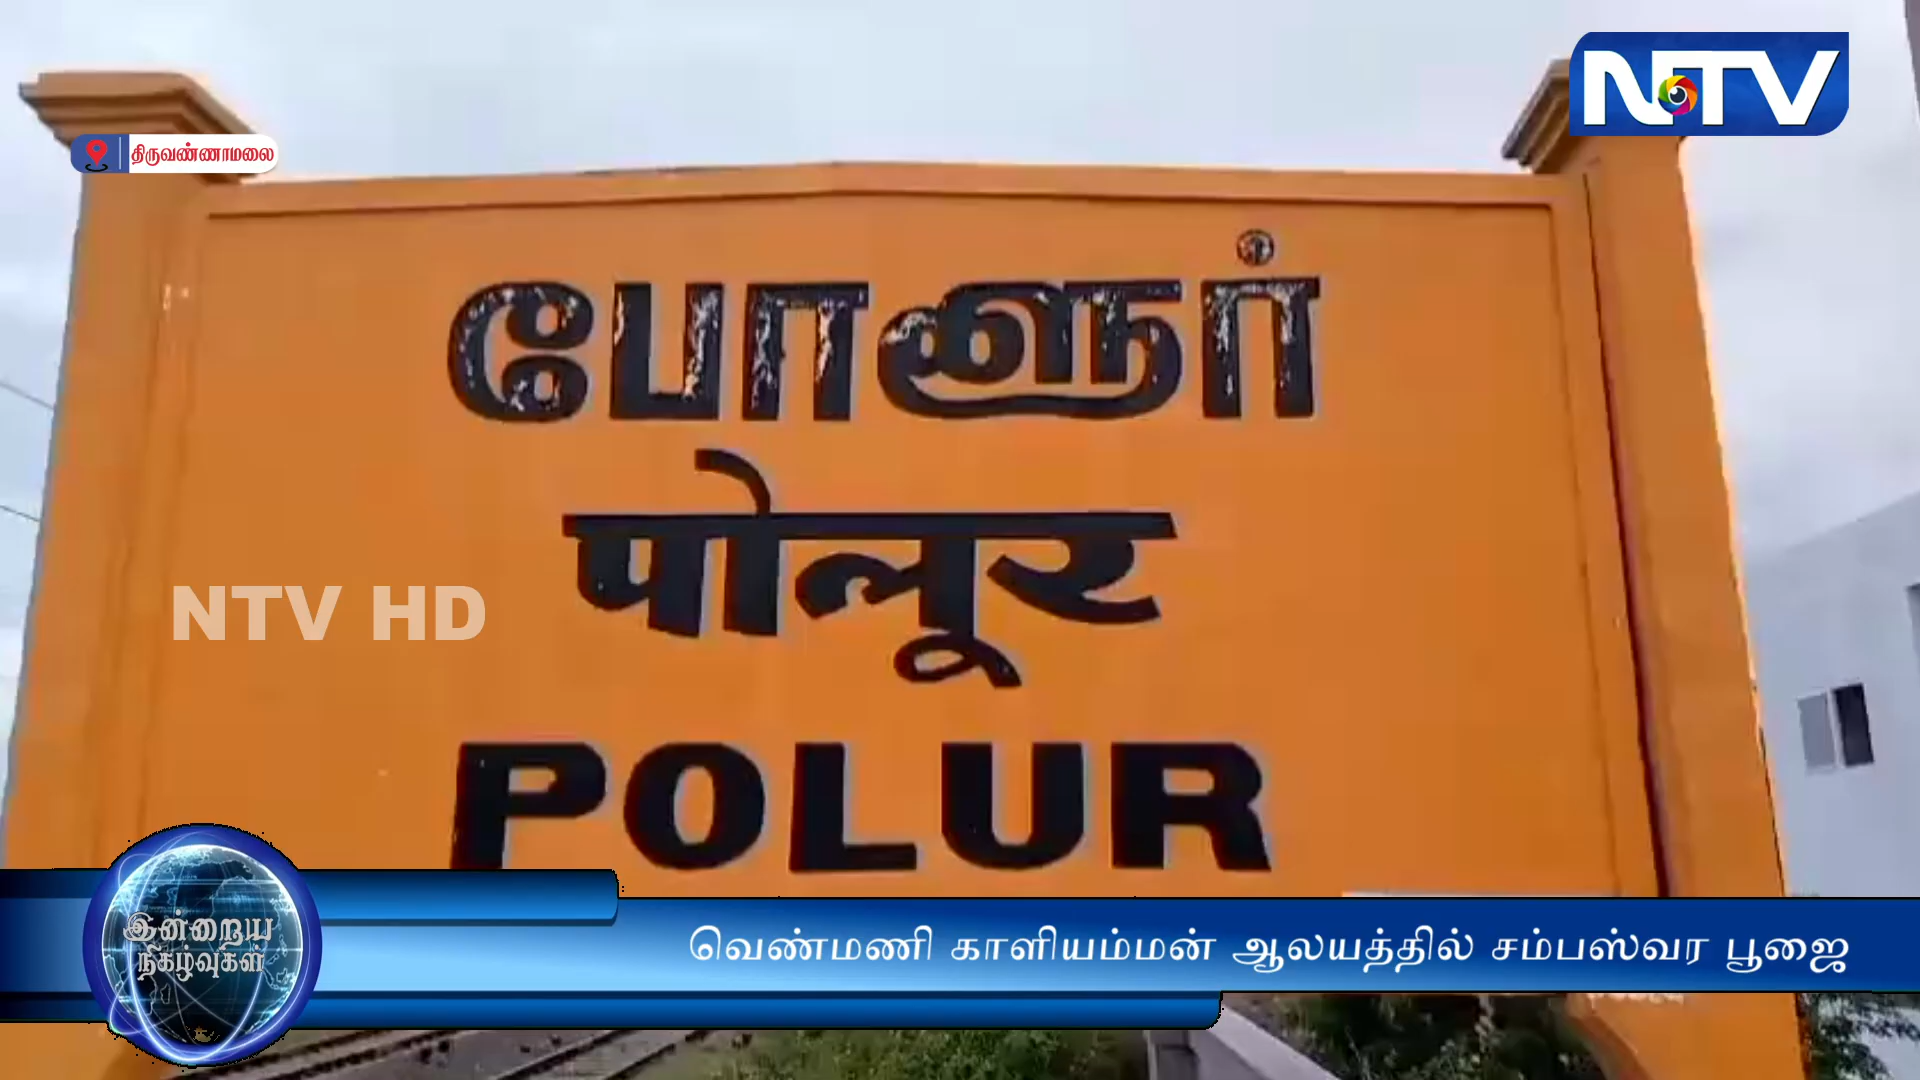 NTV
திருவண்ணாமலை
போளூர்
पोलूर
NTV HD
POLUR
இன்றைய
நிகழ்வுகள்
வெண்மணி காளியம்மன் ஆலயத்தில் சம்பஸ்வர பூஜை